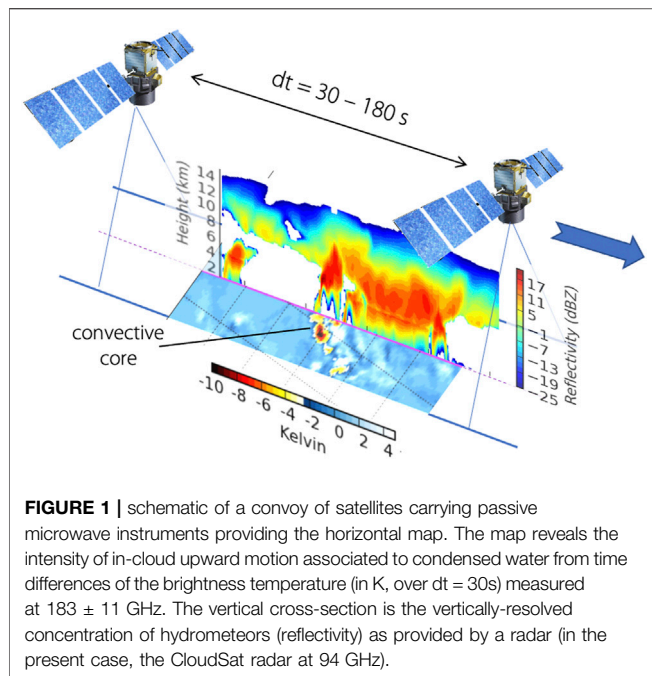 dt = 30 – 180 s
Height (km)
14
12
10
8
6
4
2
convective
core
-10
-8
-6
-4
-2
0
2
4
Kelvin
17
11
5
-1
-7
-13
-19
-25
Reflectivity (dBZ)
FIGURE 1 | schematic of a convoy of satellites carrying passive
microwave instruments providing the horizontal map. The map reveals the
intensity of in-cloud upward motion associated to condensed water from time
differences of the brightness temperature (in K, over dt = 30s) measured
at 183 ± 11 GHz. The vertical cross-section is the vertically-resolved
concentration of hydrometeors (reflectivity) as provided by a radar (in the
present case, the CloudSat radar at 94 GHz).